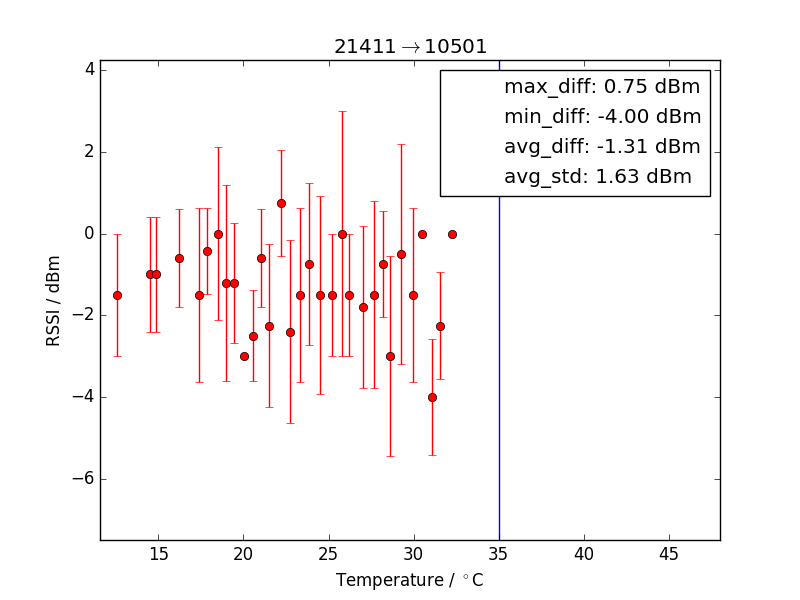 21411→10501
max_diff: 0.75 dBm
min_diff: -4.00 dBm
avg_diff: -1.31 dBm
avg_std: 1.63 dBm
4
2
0
−2
−4
−6
RSSI / dBm
15 20 25 30 35 40 45
Temperature / °C